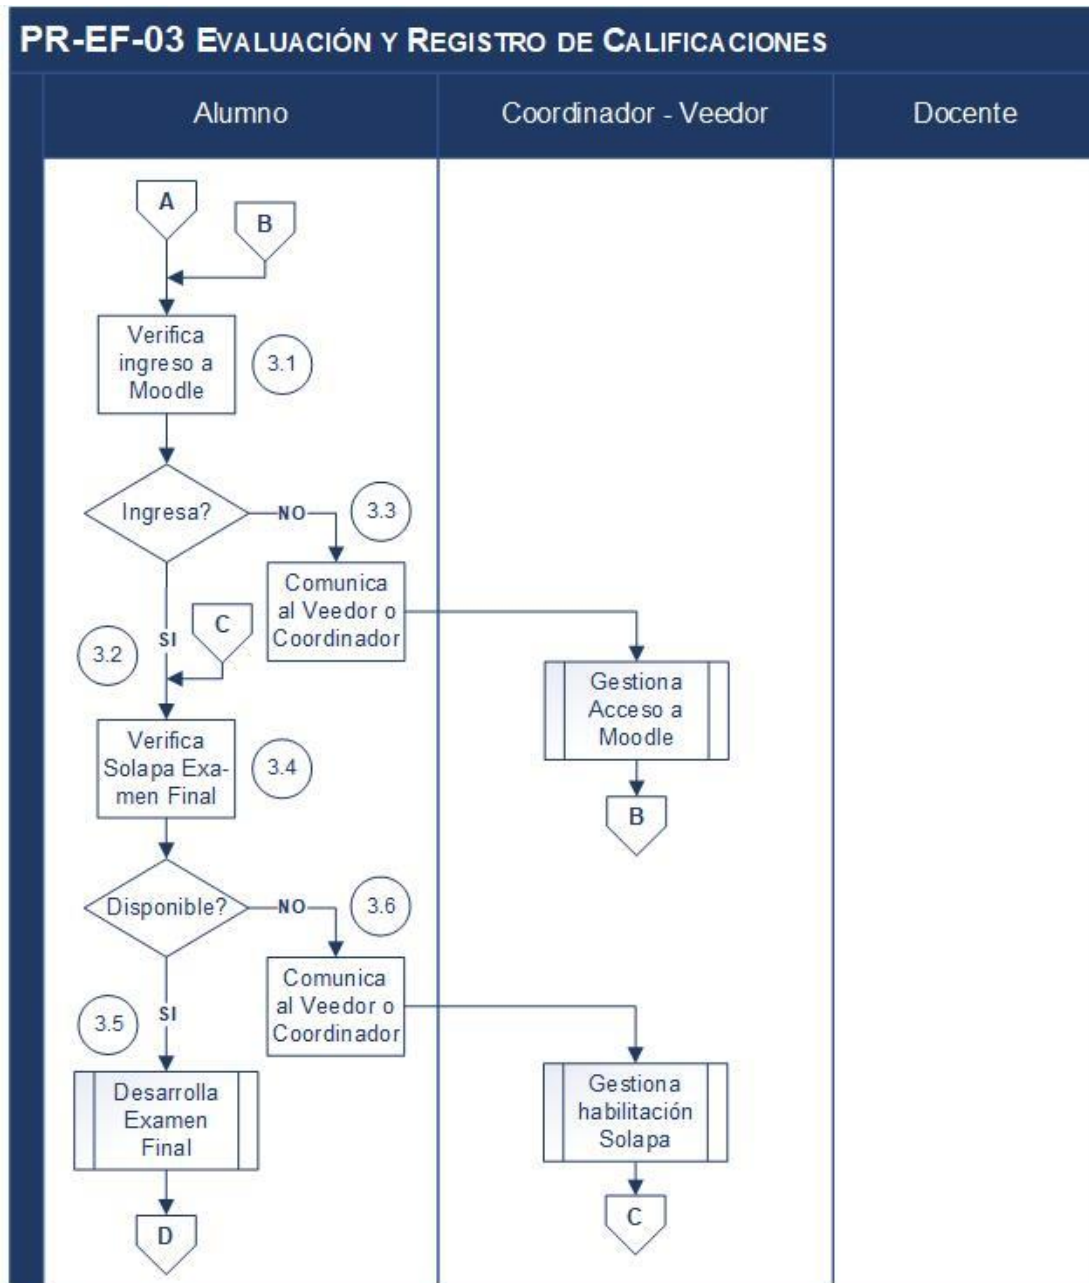 PR-EF-03 EVALUACIÓN Y REGISTRO DE CALIFICACIONES
Alumno
Coordinador - Veedor
Docente
A
B
Verifica
ingreso a
Moodle
3.1
Ingresa?
NO
3.3
Comunica
al Veedor o
Coordinador
SI
C
3.2
Gestiona
Acceso a
Moodle
B
Verifica
Solapa Exa-
men Final
3.4
Disponible?
NO
3.6
Comunica
al Veedor o
Coordinador
SI
3.5
Desarrolla
Examen
Final
Gestiona
habilitación
Solapa
C
D